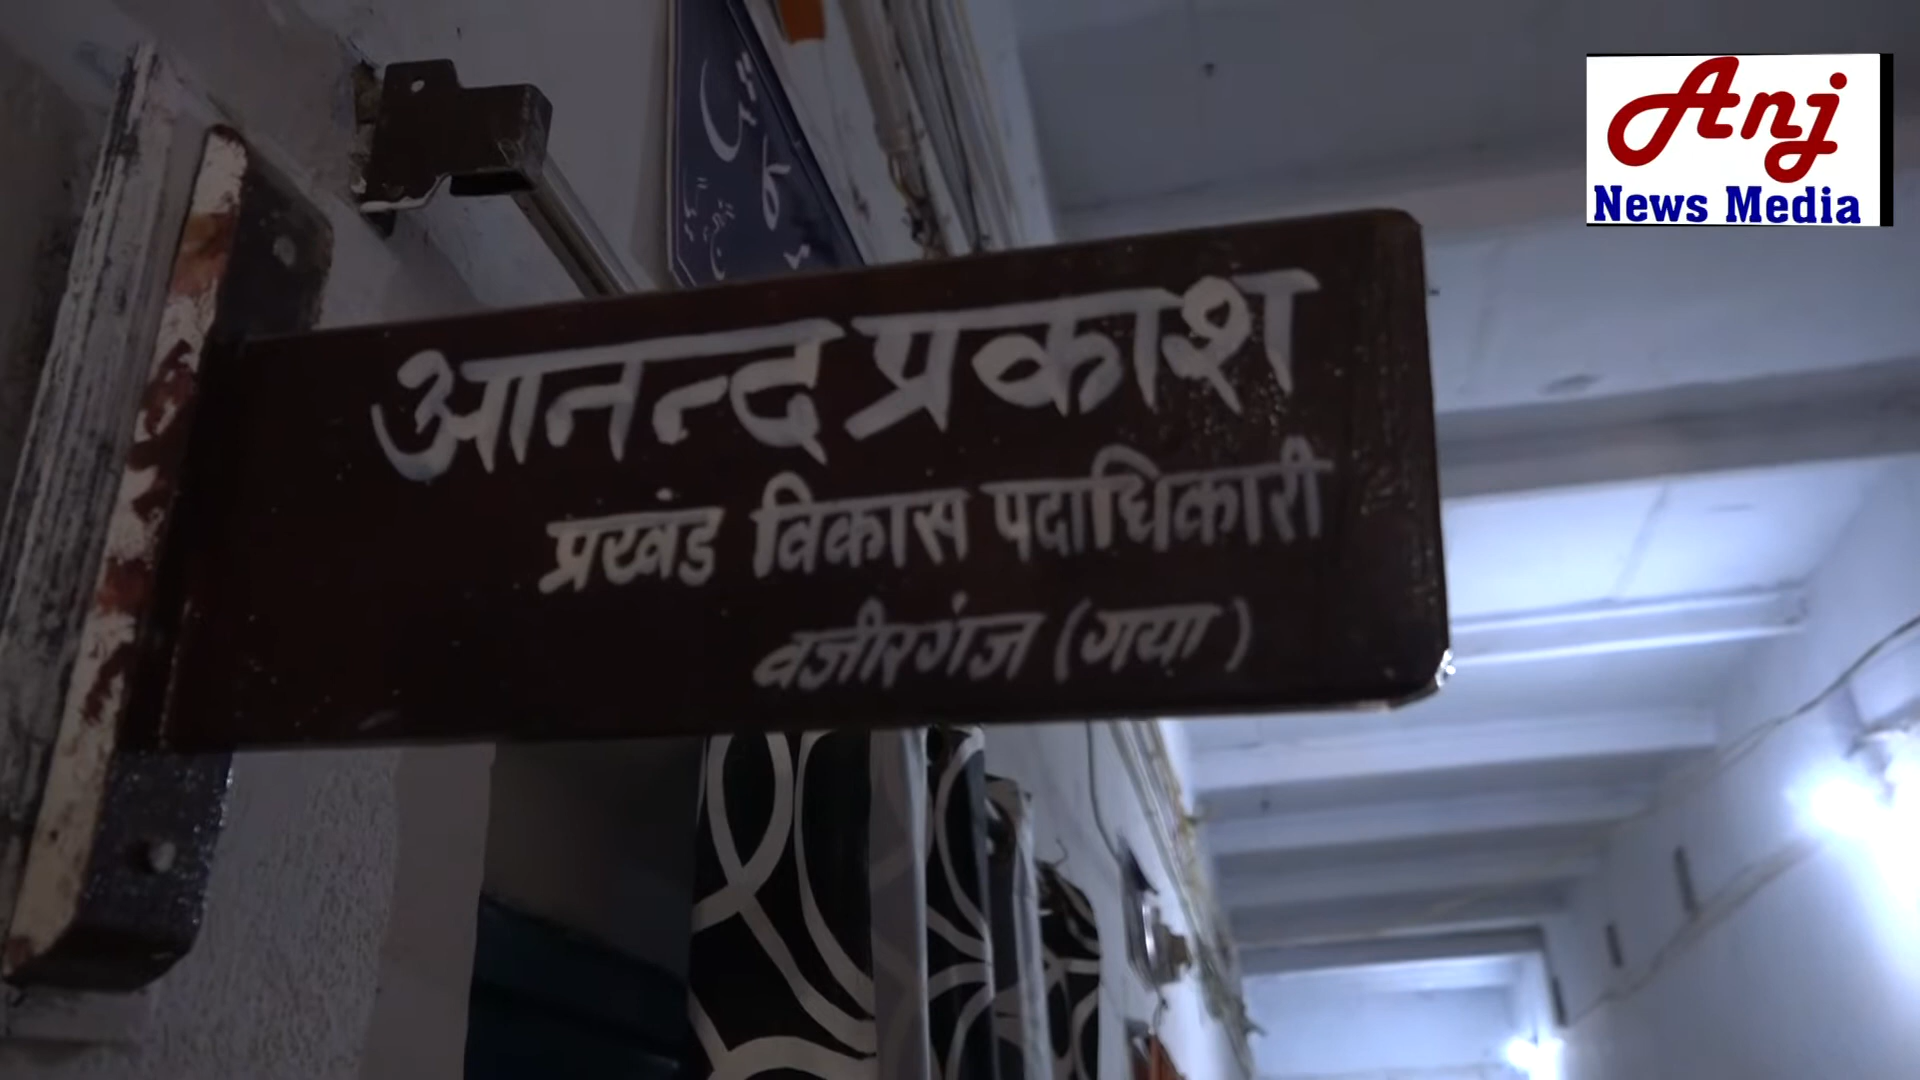 आनन्द प्रकाश
प्रखंड विकास पदाधिकारी
वजीरगंज (गया)
Anj
News Media